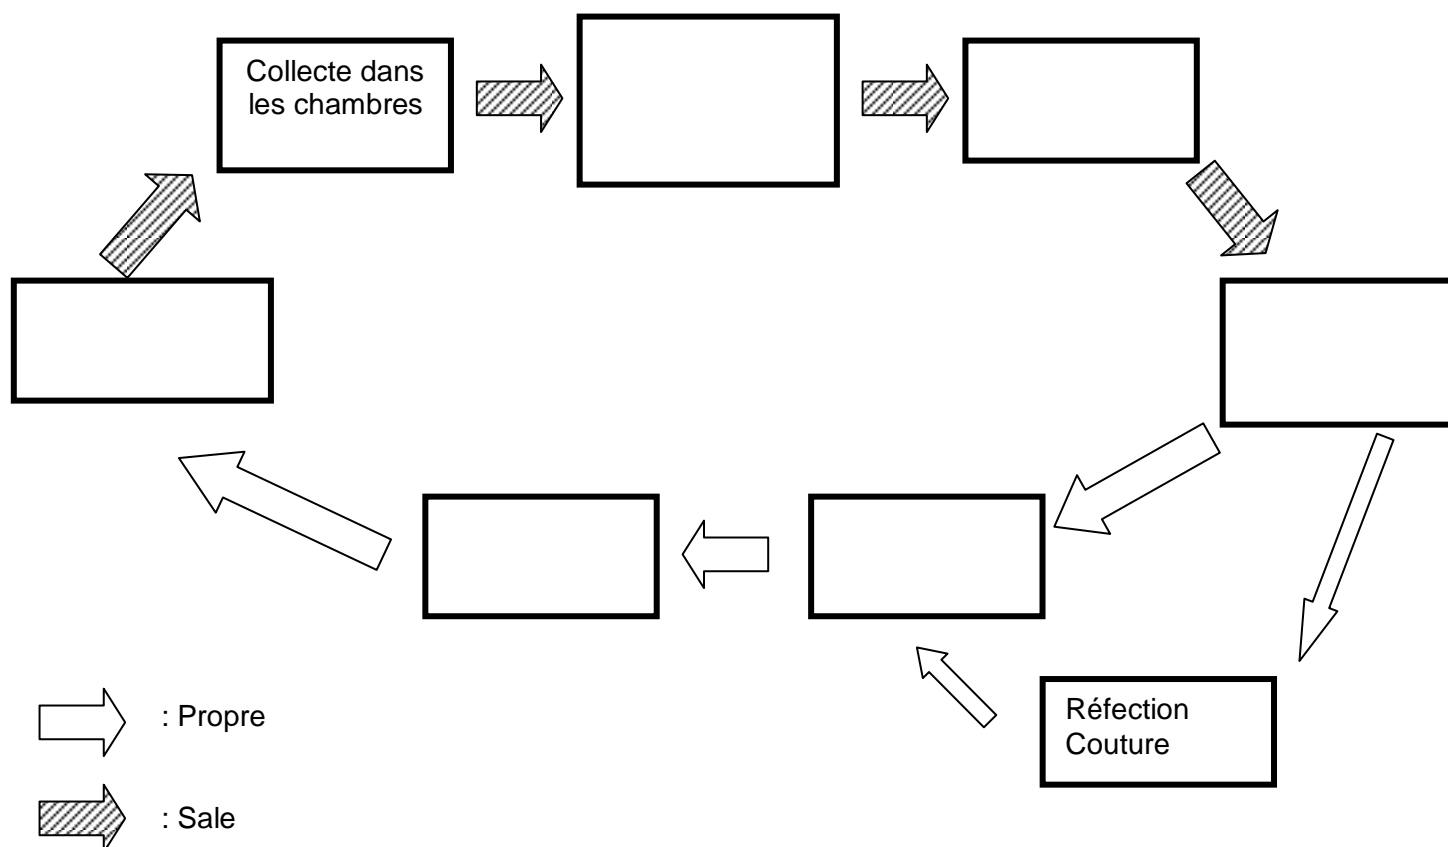 Collecte dans
les chambres
Réfection
Couture
: Propre
: Sale